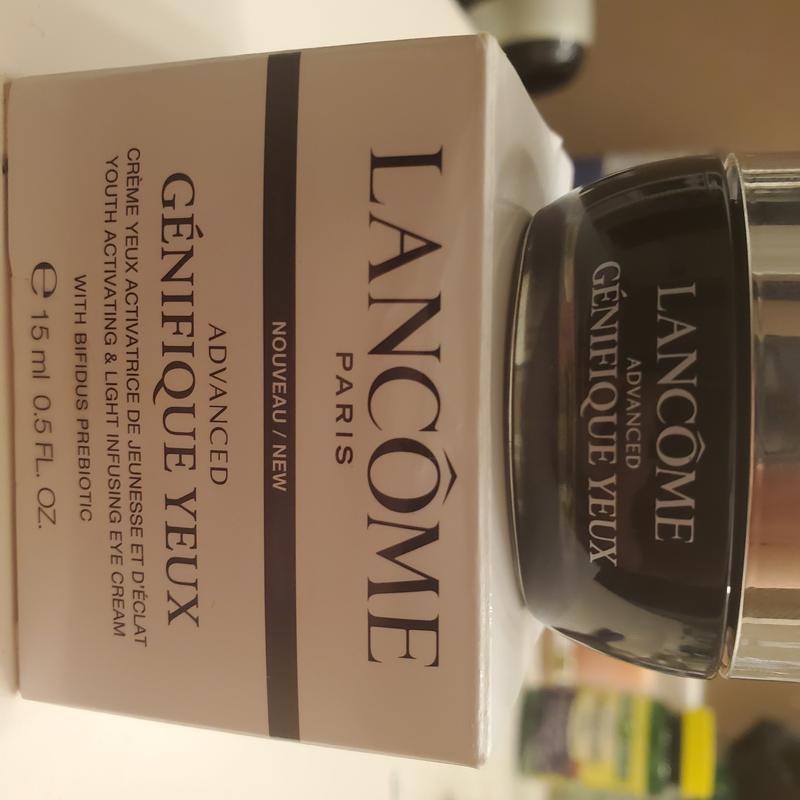 LANCÔME
ADVANCED
GÉNIFIQUE YEUX
LANCÔME
PARIS
NOUVEAU / NEW
ADVANCED
GÉNIFIQUE YEUX
CRÈME YEUX ACTIVATRICE DE JEUNESSE ET D'ÉCLAT
YOUTH ACTIVATING & LIGHT INFUSING EYE CREAM
WITH BIFIDUS PREBIOTIC
℮ 15 ml 0.5 FL. OZ.